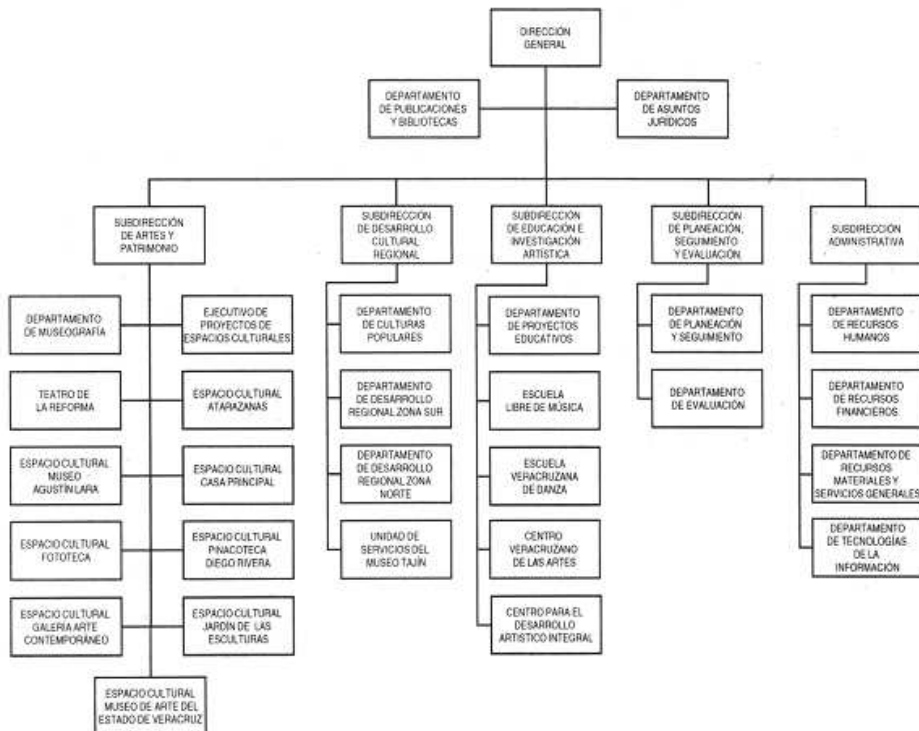 DIRECCIÓN
GENERAL
DEPARTAMENTO
DE PUBLICACIONES
Y BIBLIOTECAS
DEPARTAMENTO
DE ASUNTOS
JURÍDICOS
SUBDIRECCIÓN
DE ARTES Y
PATRIMONIO
SUBDIRECCIÓN
DE DESARROLLO
CULTURAL
REGIONAL
SUBDIRECCIÓN
DE EDUCACIÓN E
INVESTIGACIÓN
ARTÍSTICA
SUBDIRECCIÓN
DE PLANEACIÓN,
SEGUIMIENTO
Y EVALUACIÓN
SUBDIRECCIÓN
ADMINISTRATIVA
DEPARTAMENTO
DE MUSEOGRAFÍA
EJECUTIVO DE
PROYECTOS DE
ESPACIOS CULTURALES
TEATRO DE
LA REFORMA
ESPACIO CULTURAL
ATARAZANAS
ESPACIO CULTURAL
MUSEO
AGUSTÍN LARA
ESPACIO CULTURAL
CASA PRINCIPAL
ESPACIO CULTURAL
FOTOTECA
ESPACIO CULTURAL
PINACOTECA
DIEGO RIVERA
ESPACIO CULTURAL
GALERÍA ARTE
CONTEMPORÁNEO
ESPACIO CULTURAL
JARDÍN DE LAS
ESCULTURAS
ESPACIO CULTURAL
MUSEO DE ARTE DEL
ESTADO DE VERACRUZ
DEPARTAMENTO
DE CULTURAS
POPULARES
DEPARTAMENTO
DE DESARROLLO
REGIONAL ZONA SUR
DEPARTAMENTO
DE DESARROLLO
REGIONAL ZONA
NORTE
UNIDAD DE
SERVICIOS DEL
MUSEO TAJÍN
DEPARTAMENTO
DE PROYECTOS
EDUCATIVOS
ESCUELA
LIBRE DE MÚSICA
ESCUELA
VERACRUZANA
DE DANZA
CENTRO
VERACRUZANO
DE LAS ARTES
CENTRO PARA EL
DESARROLLO
ARTISTICO INTEGRAL
DEPARTAMENTO
DE PLANEACIÓN
Y SEGUIMIENTO
DEPARTAMENTO
DE EVALUACIÓN
DEPARTAMENTO
DE RECURSOS
HUMANOS
DEPARTAMENTO
DE RECURSOS
FINANCIEROS
DEPARTAMENTO DE
RECURSOS
MATERIALES Y
SERVICIOS GENERALES
DEPARTAMENTO
DE TECNOLOGÍAS
DE LA
INFORMACIÓN